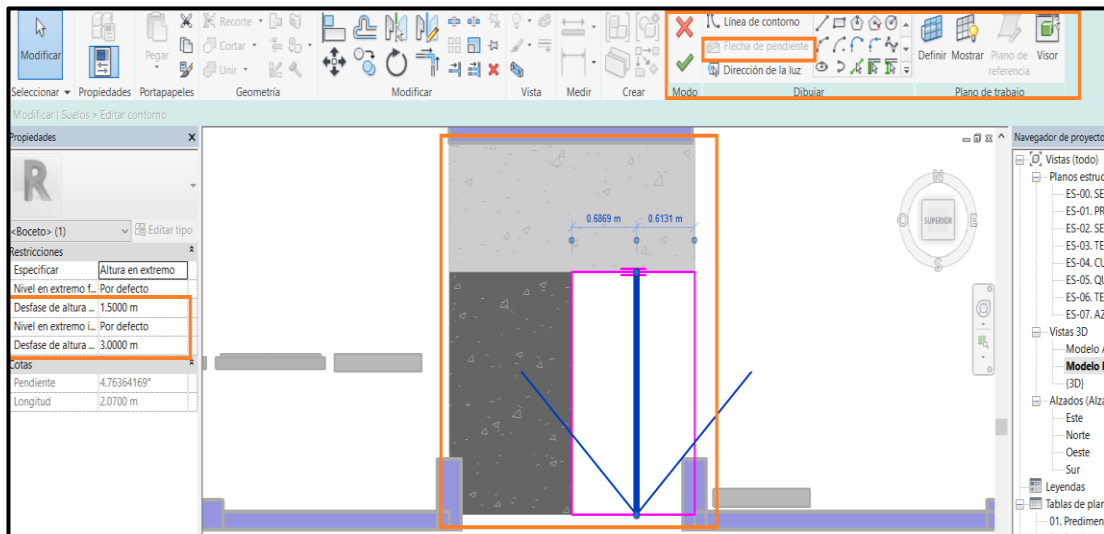 Modificar
Pegar
Recorte
Cortar
Unir
Línea de contorno
Flecha de pendiente
Dirección de la luz
Definir Mostrar Plano de referencia Visor
Seleccionar Propiedades Portapapeles Geometría Modificar Vista Medir Crear Modo Dibujar Plano de trabajo
Modificar | Suelos > Editar contorno
Propiedades X
R
<Boceto> (1) Editar tipo
Restricciones
Especificar Altura en extremo
Nivel en extremo f... Por defecto
Desfase de altura ... 1.5000 m
Nivel en extremo i... Por defecto
Desfase de altura ... 3.0000 m
Cotas
Pendiente 4.76364169°
Longitud 2.0700 m
0.6869 m 0.6131 m
N
O SUPERIOR E
S
Navegador de proyecto
Vistas (todo)
Planos estruc
ES-00. SE
ES-01. PR
ES-02. SE
ES-03. TE
ES-04. CU
ES-05. QU
ES-06. TE
ES-07. AZ
Vistas 3D
Modelo A
Modelo
{3D}
Alzados (Alza
Este
Norte
Oeste
Sur
Leyendas
Tablas de plan
01. Predimen